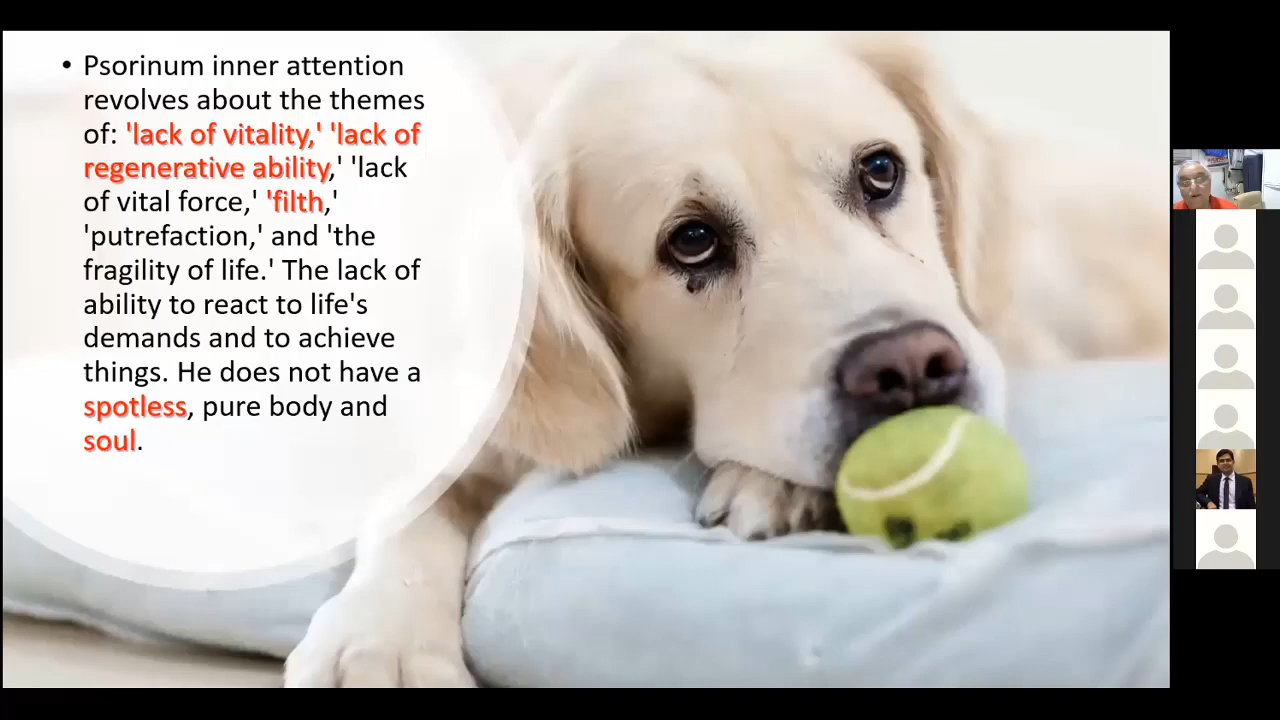 • Psorinum inner attention
revolves about the themes
of: 'lack of vitality,' 'lack of
regenerative ability,' 'lack
of vital force,' 'filth,'
'putrefaction,' and 'the
fragility of life.' The lack of
ability to react to life's
demands and to achieve
things. He does not have a
spotless, pure body and
soul.